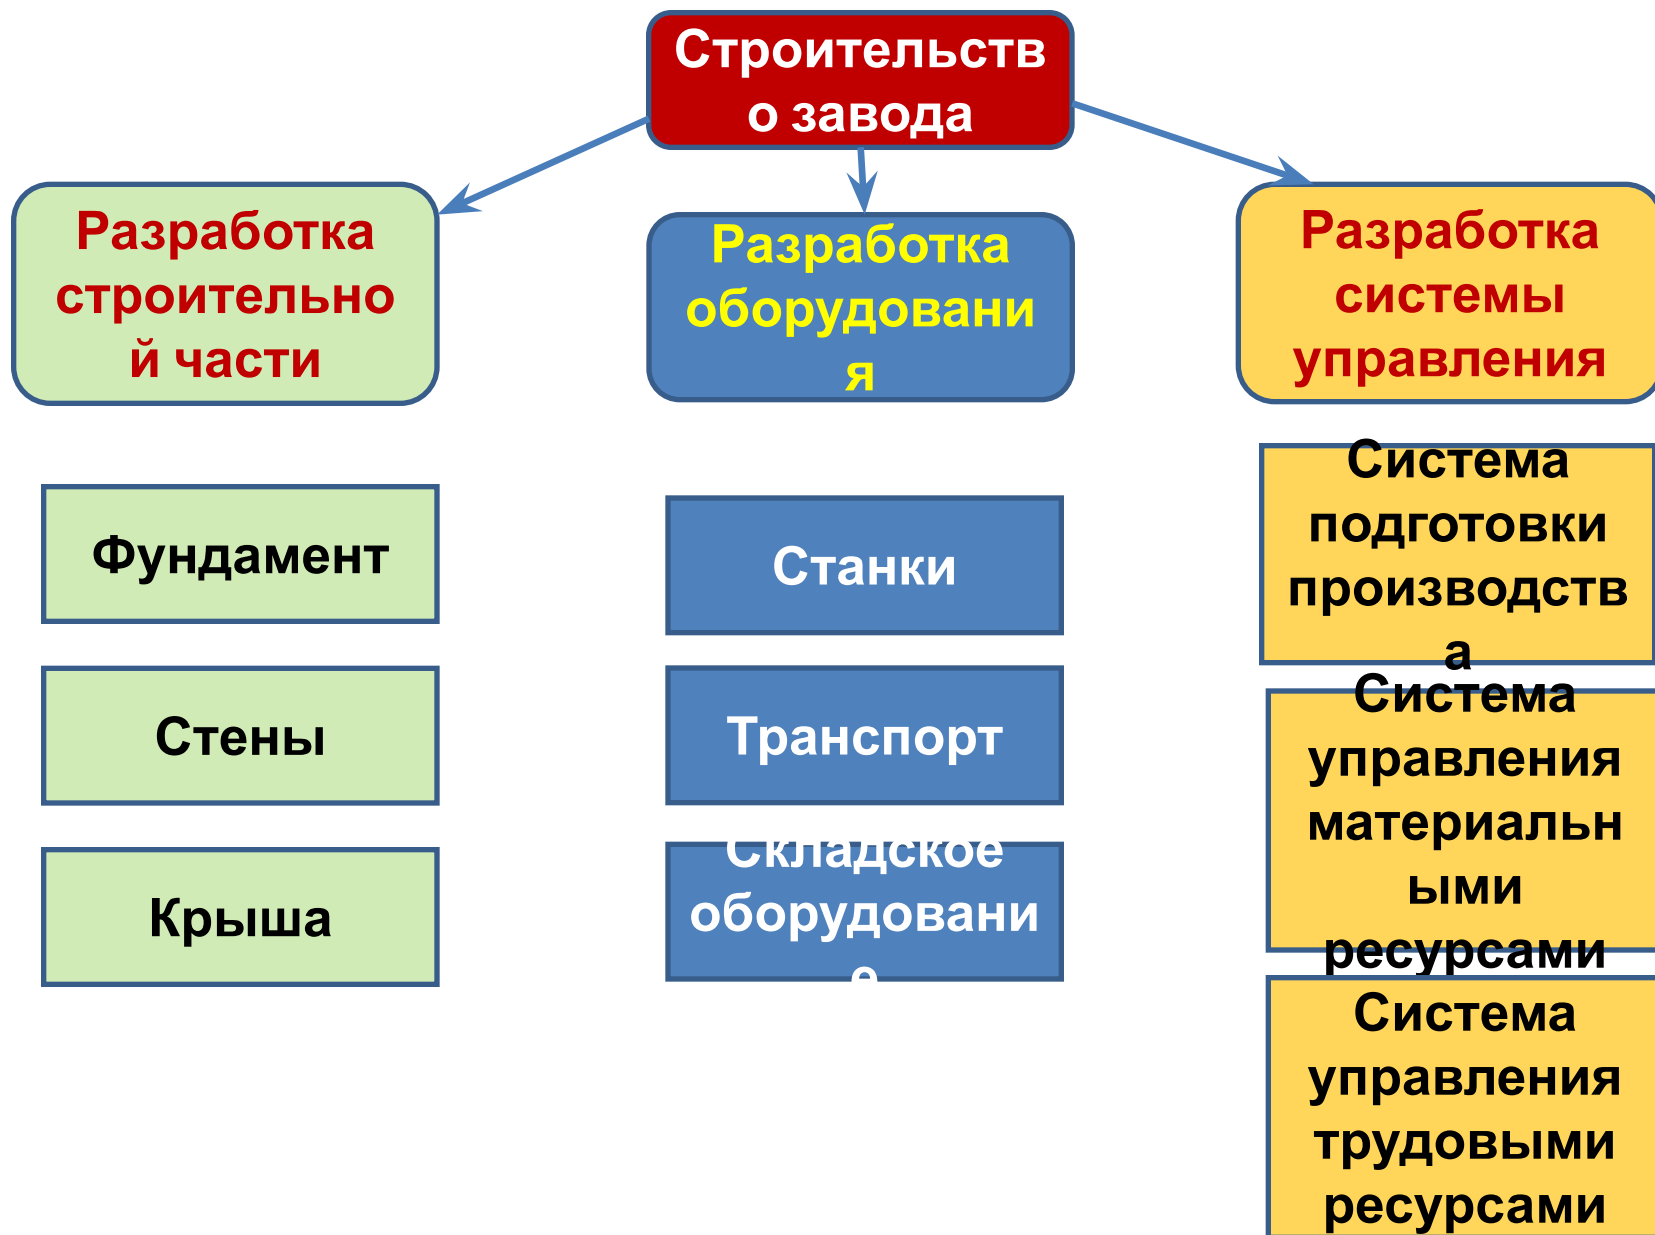 Строительств
о завода
Разработка
строительно
й части
Разработка
оборудовани
я
Разработка
системы
управления
Фундамент
Стены
Крыша
Станки
Транспорт
Складское
оборудовани
е
Система
подготовки
производств
а
Система
управления
материальн
ыми
ресурсами
Система
управления
трудовыми
ресурсами